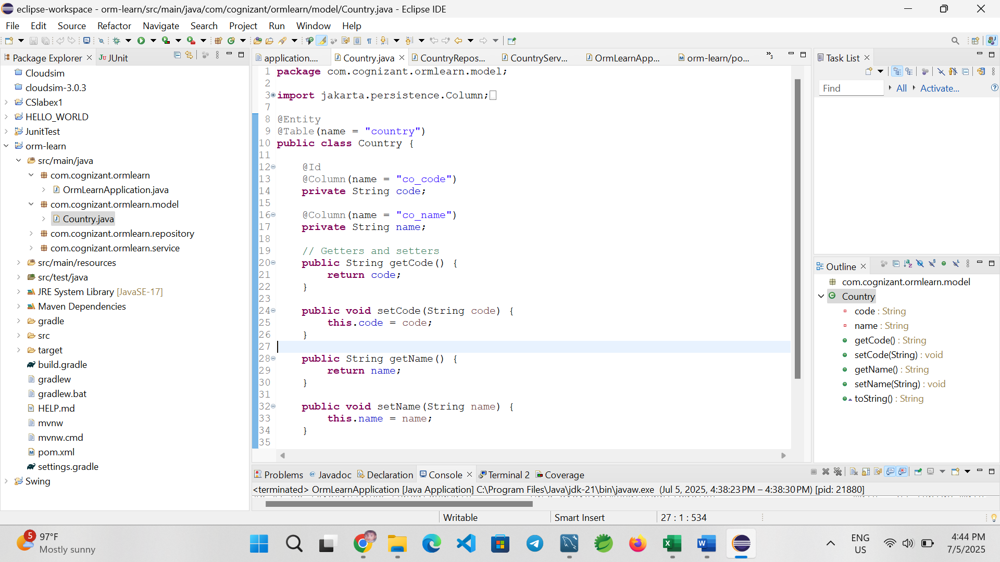 eclipse-workspace - orm-learn/src/main/java/com/cognizant/ormlearn/model/Country.java - Eclipse IDE
File Edit Source Refactor Navigate Search Project Run Window Help
Package Explorer
JUnit
Cloudsim
cloudsim-3.0.3
CSlabex1
HELLO_WORLD
JunitTest
orm-learn
src/main/java
com.cognizant.ormlearn
OrmLearnApplication.java
com.cognizant.ormlearn.model
Country.java
com.cognizant.ormlearn.repository
com.cognizant.ormlearn.service
src/main/resources
src/test/java
JRE System Library [JavaSE-17]
Maven Dependencies
gradle
src
target
build.gradle
gradlew
gradlew.bat
HELP.md
mvnw
mvnw.cmd
pom.xml
settings.gradle
Swing
application....
Country.java
CountryRepos...
CountryServ...
OrmLearnApp...
orm-learn/po...
3
1 package com.cognizant.ormlearn.model;
2
3 import jakarta.persistence.Column;
7
8 @Entity
9 @Table(name = "country")
10 public class Country {
11
12 @Id
13 @Column(name = "co_code")
14 private String code;
15
16 @Column(name = "co_name")
17 private String name;
18
19 // Getters and setters
20 public String getCode() {
21 return code;
22 }
23
24 public void setCode(String code) {
25 this.code = code;
26 }
27
28 public String getName() {
29 return name;
30 }
31
32 public void setName(String name) {
33 this.name = name;
34 }
35
Task List
Find
All
Activate...
Outline
com.cognizant.ormlearn.model
Country
code : String
name : String
getCode() : String
setCode(String) : void
getName() : String
setName(String) : void
toString() : String
Problems
Javadoc
Declaration
Console
Terminal 2
Coverage
<terminated> OrmLearnApplication [Java Application] C:\Program Files\Java\jdk-21\bin\javaw.exe (Jul 5, 2025, 4:38:23 PM – 4:38:30 PM) [pid: 21880]
Writable
Smart Insert
27 : 1 : 534
5
97°F
Mostly sunny
ENG
US
4:44 PM
7/5/2025